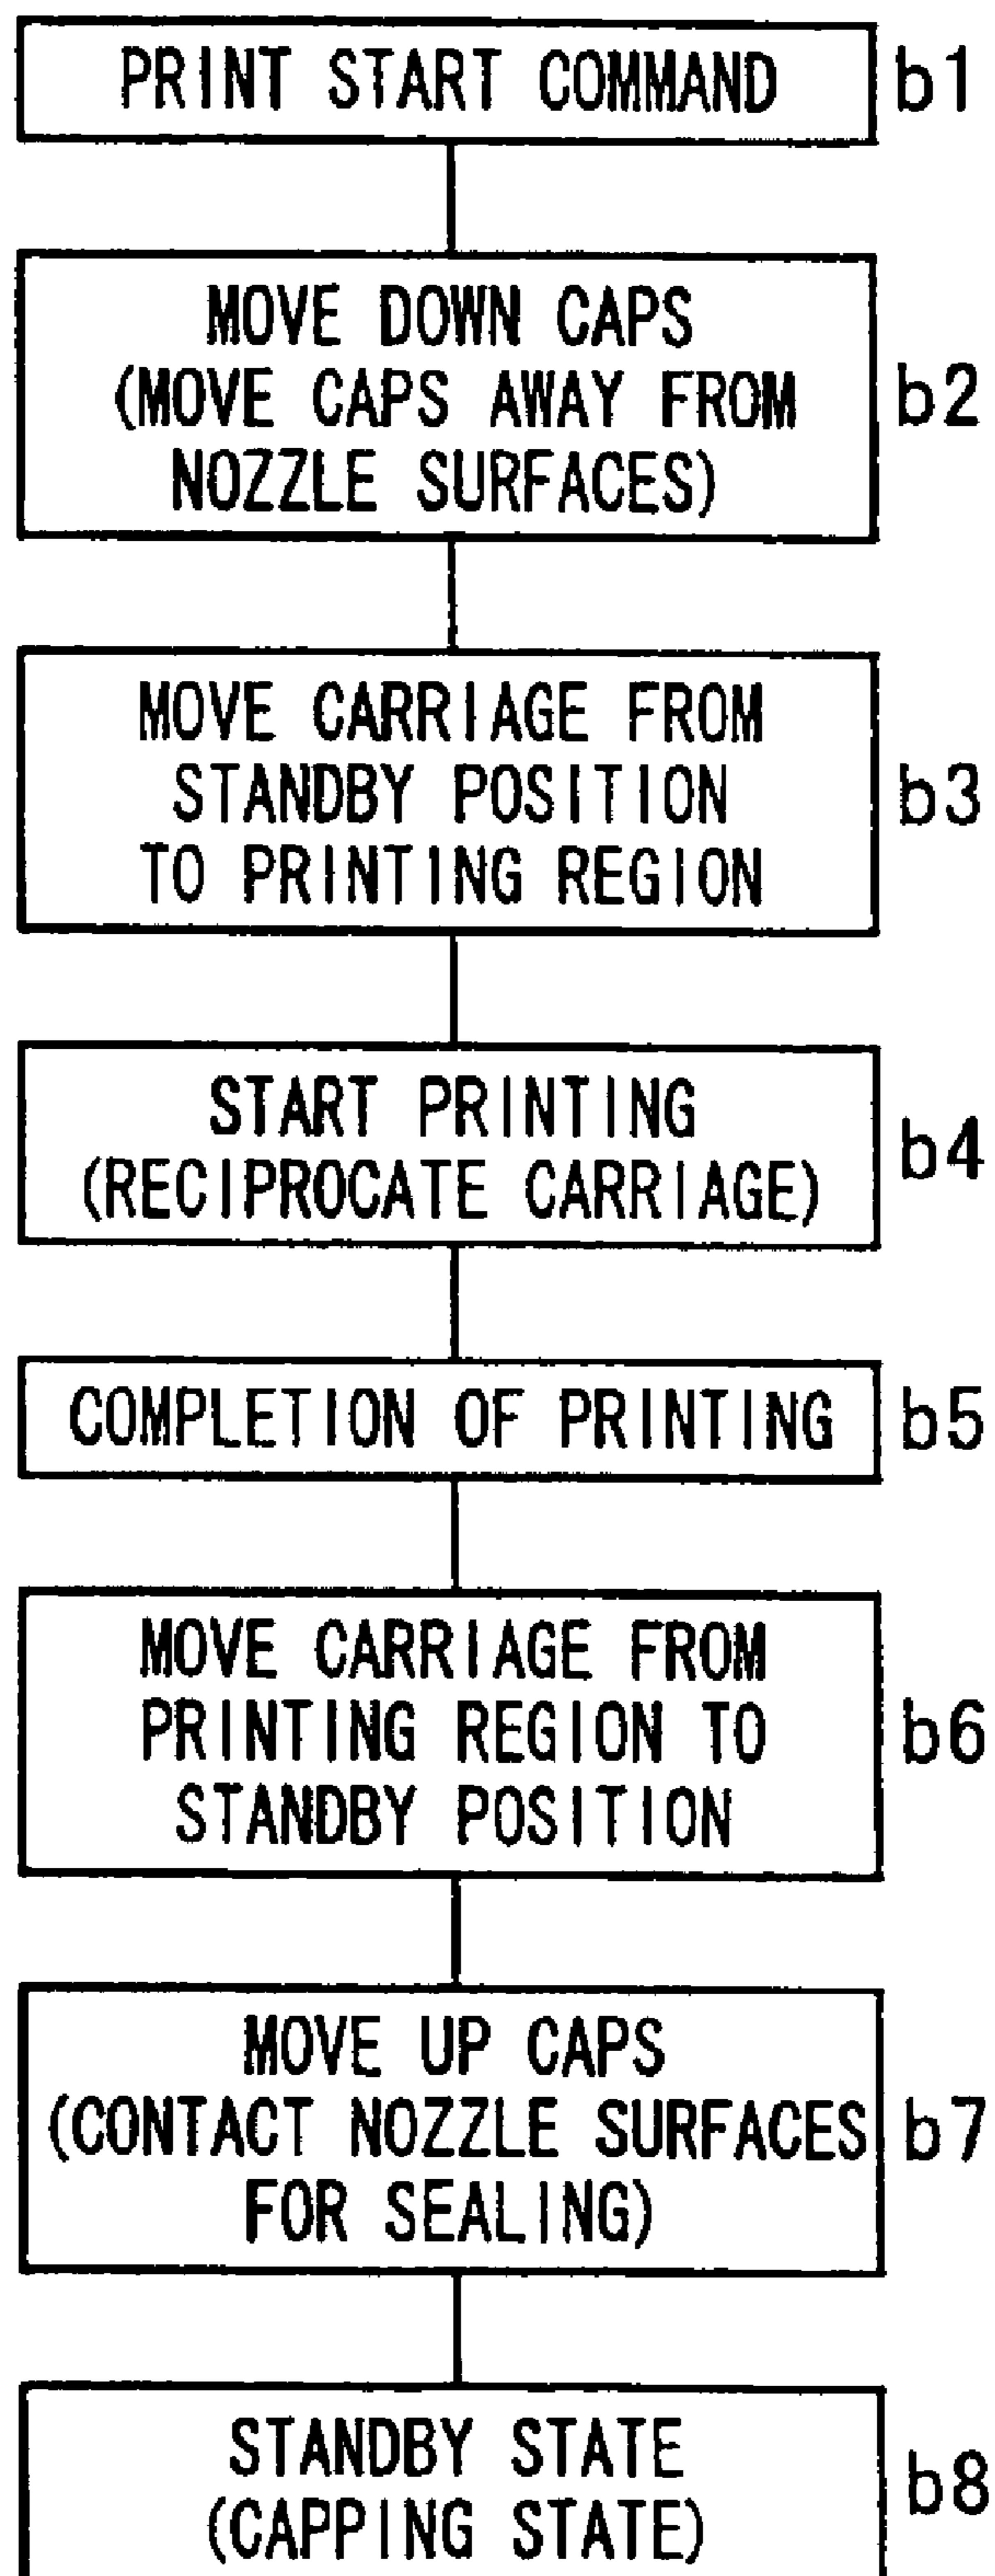 PRINT START COMMAND
b1
MOVE DOWN CAPS
(MOVE CAPS AWAY FROM
NOZZLE SURFACES)
b2
MOVE CARRIAGE FROM
STANDBY POSITION
TO PRINTING REGION
b3
START PRINTING
(RECIPROCATE CARRIAGE)
b4
COMPLETION OF PRINTING
b5
MOVE CARRIAGE FROM
PRINTING REGION TO
STANDBY POSITION
b6
MOVE UP CAPS
(CONTACT NOZZLE SURFACES
FOR SEALING)
b7
STANDBY STATE
(CAPPING STATE)
b8